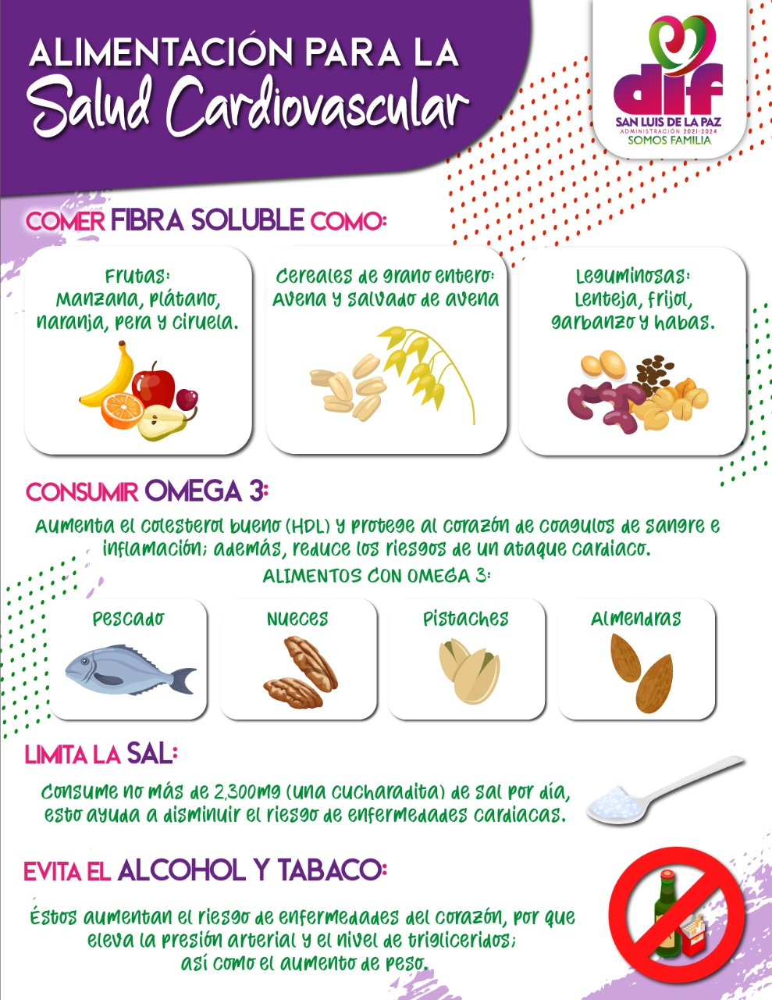 ALIMENTACIÓN PARA LA
Salud Cardiovascular
dif
SAN LUIS DE LA PAZ
ADMINISTRACIÓN 2021-2024
SOMOS FAMILIA
COMER FIBRA SOLUBLE COMO:
Frutas:
Manzana, plátano,
naranja, pera y ciruela.
Cereales de grano entero:
Avena y salvado de avena
Leguminosas:
Lenteja, frijol,
garbanzo y habas.
CONSUMIR OMEGA 3:
Aumenta el colesterol bueno (HDL) y protege al corazón de coagulos de sangre e
inflamación; además, reduce los riesgos de un ataque cardiaco.
ALIMENTOS CON OMEGA 3:
Pescado
Nueces
Pistaches
Almendras
LIMITA LA SAL:
Consume no más de 2,300mg (una cucharadita) de sal por día,
esto ayuda a disminuir el riesgo de enfermedades cardiacas.
EVITA EL ALCOHOL Y TABACO:
Éstos aumentan el riesgo de enfermedades del corazón, por que
eleva la presión arterial y el nivel de trigliceridos;
así como el aumento de peso.